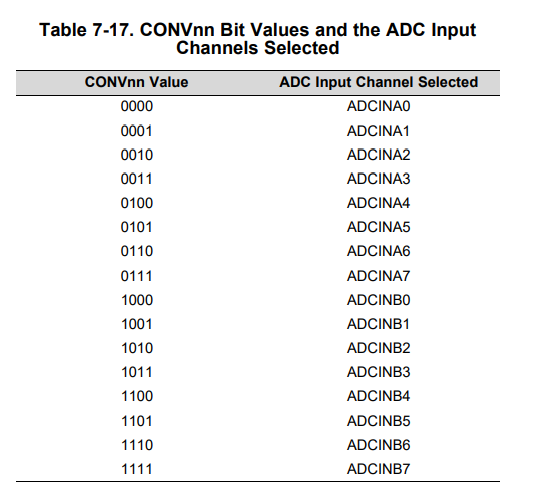 Table 7-17. CONVnn Bit Values and the ADC Input
Channels Selected
CONVnn Value ADC Input Channel Selected
0000 ADCINA0
0001 ADCINA1
0010 ADCINA2
0011 ADCINA3
0100 ADCINA4
0101 ADCINA5
0110 ADCINA6
0111 ADCINA7
1000 ADCINB0
1001 ADCINB1
1010 ADCINB2
1011 ADCINB3
1100 ADCINB4
1101 ADCINB5
1110 ADCINB6
1111 ADCINB7